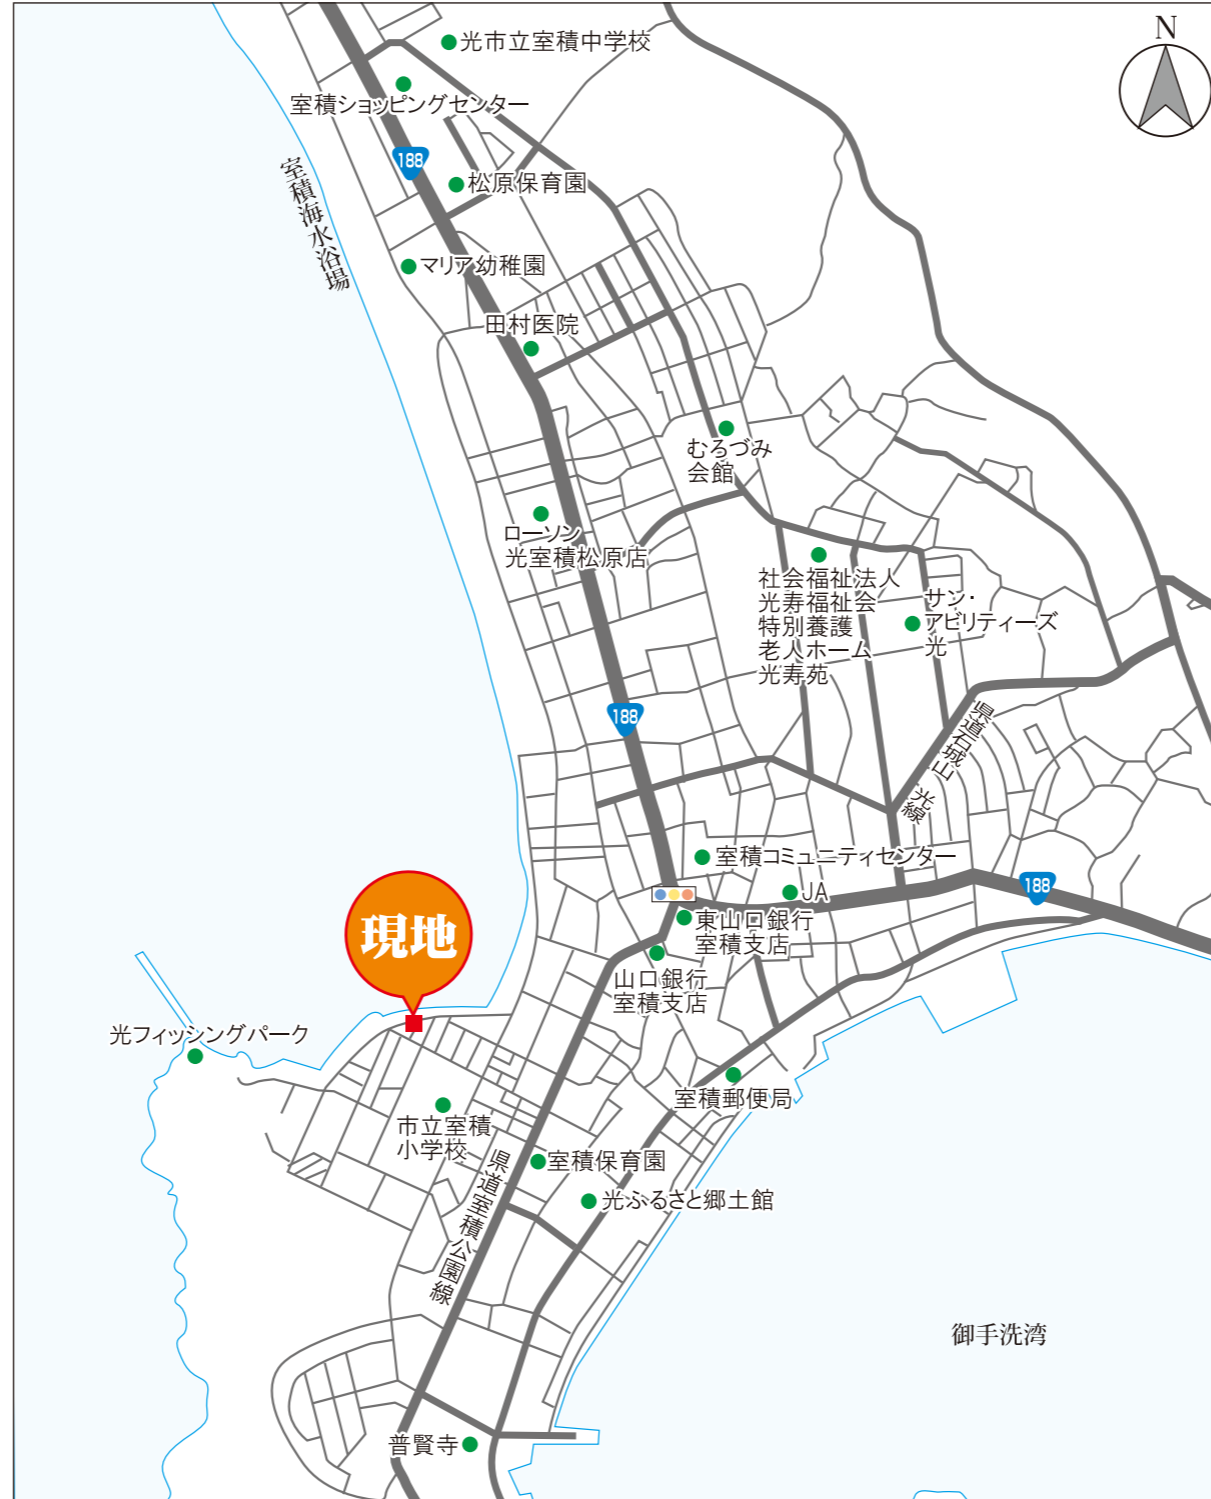 N
光市立室積中学校
室積ショッピングセンター
188
室積海水浴場
松原保育園
マリア幼稚園
田村医院
むろづみ
会館
ローソン
光室積松原店
社会福祉法人
光寿福祉会
特別養護
老人ホーム
光寿苑
サン・
アビリティーズ
光
188
県道石城山光線
室積コミュニティセンター
JA
188
東山口銀行
室積支店
現地
山口銀行
室積支店
光フィッシングパーク
室積郵便局
市立室積
小学校
室積保育園
県道室積公園線
光ふるさと郷土館
御手洗湾
普賢寺